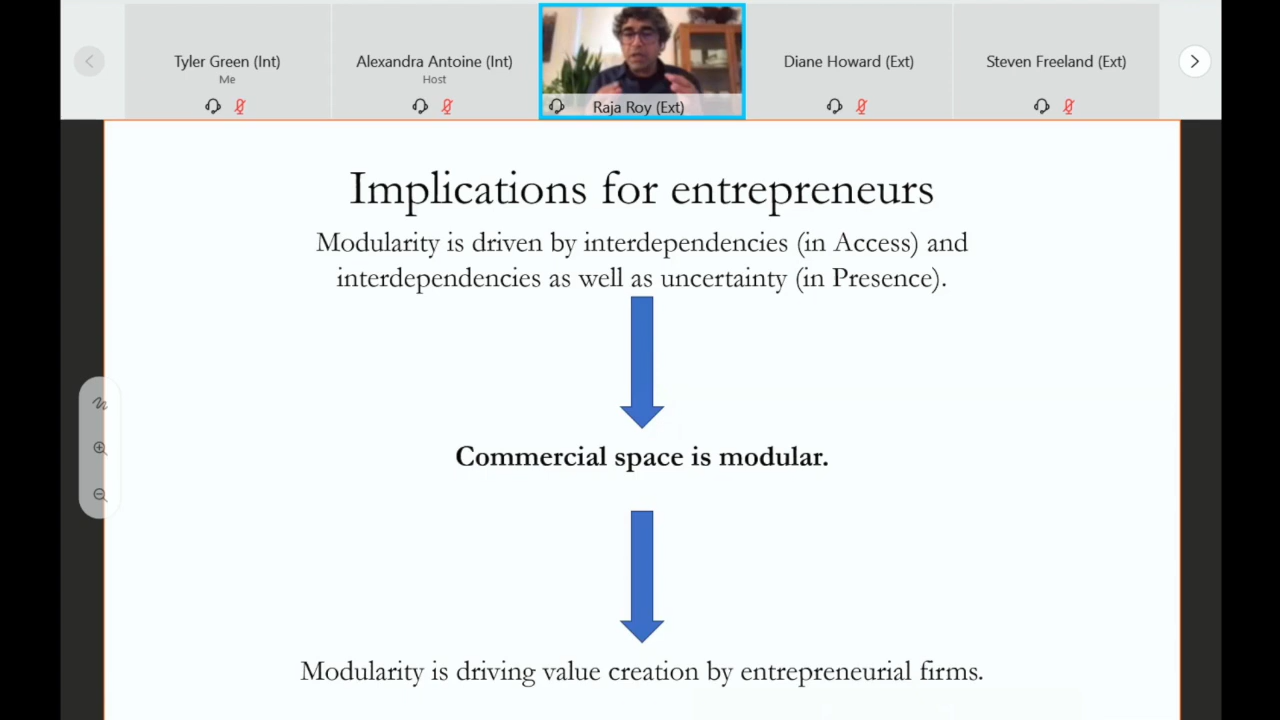 Tyler Green (Int)
Me
Alexandra Antoine (Int)
Host
Raja Roy (Ext)
Diane Howard (Ext)
Steven Freeland (Ext)
Implications for entrepreneurs
Modularity is driven by interdependencies (in Access) and
interdependencies as well as uncertainty (in Presence).
Commercial space is modular.
Modularity is driving value creation by entrepreneurial firms.